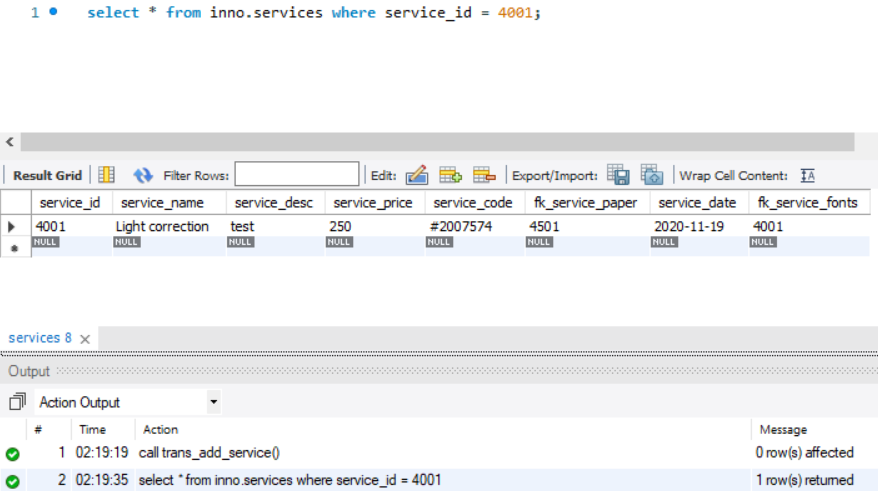 1 select * from inno.services where service_id = 4001;
Result Grid Filter Rows: Edit: Export/Import: Wrap Cell Content:
service_id service_name service_desc service_price service_code fk_service_paper service_date fk_service_fonts
4001 Light correction test 250 #2007574 4501 2020-11-19 4001
NULL NULL NULL NULL NULL NULL NULL NULL
services 8
Output
Action Output
# Time Action Message
1 02:19:19 call trans_add_service() 0 row(s) affected
2 02:19:35 select * from inno.services where service_id = 4001 1 row(s) returned